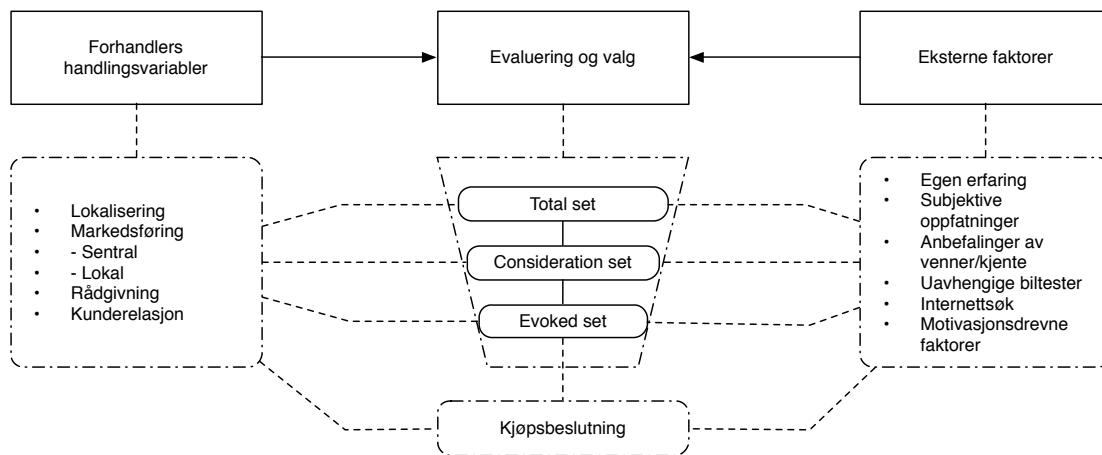 Forhandlers
handlingsvariabler
Evaluering og valg
Eksterne faktorer
• Lokalisering
• Markedsføring
• - Sentral
• - Lokal
• Rådgivning
• Kunderelasjon
Total set
Consideration set
Evoked set
• Egen erfaring
• Subjektive
oppfatninger
• Anbefalinger av
venner/kjente
• Uavhengige biltester
• Internettsøk
• Motivasjonsdrevne
faktorer
Kjøpsbeslutning